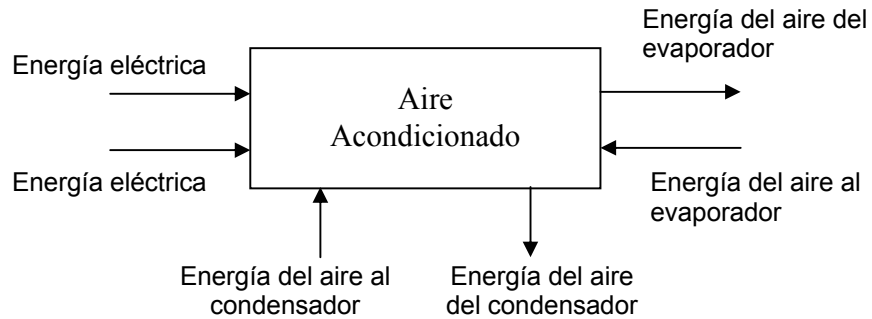 Energía del aire del
evaporador
Energía eléctrica
Aire
Acondicionado
Energía eléctrica
Energía del aire al
evaporador
Energía del aire al
condensador
Energía del aire
del condensador